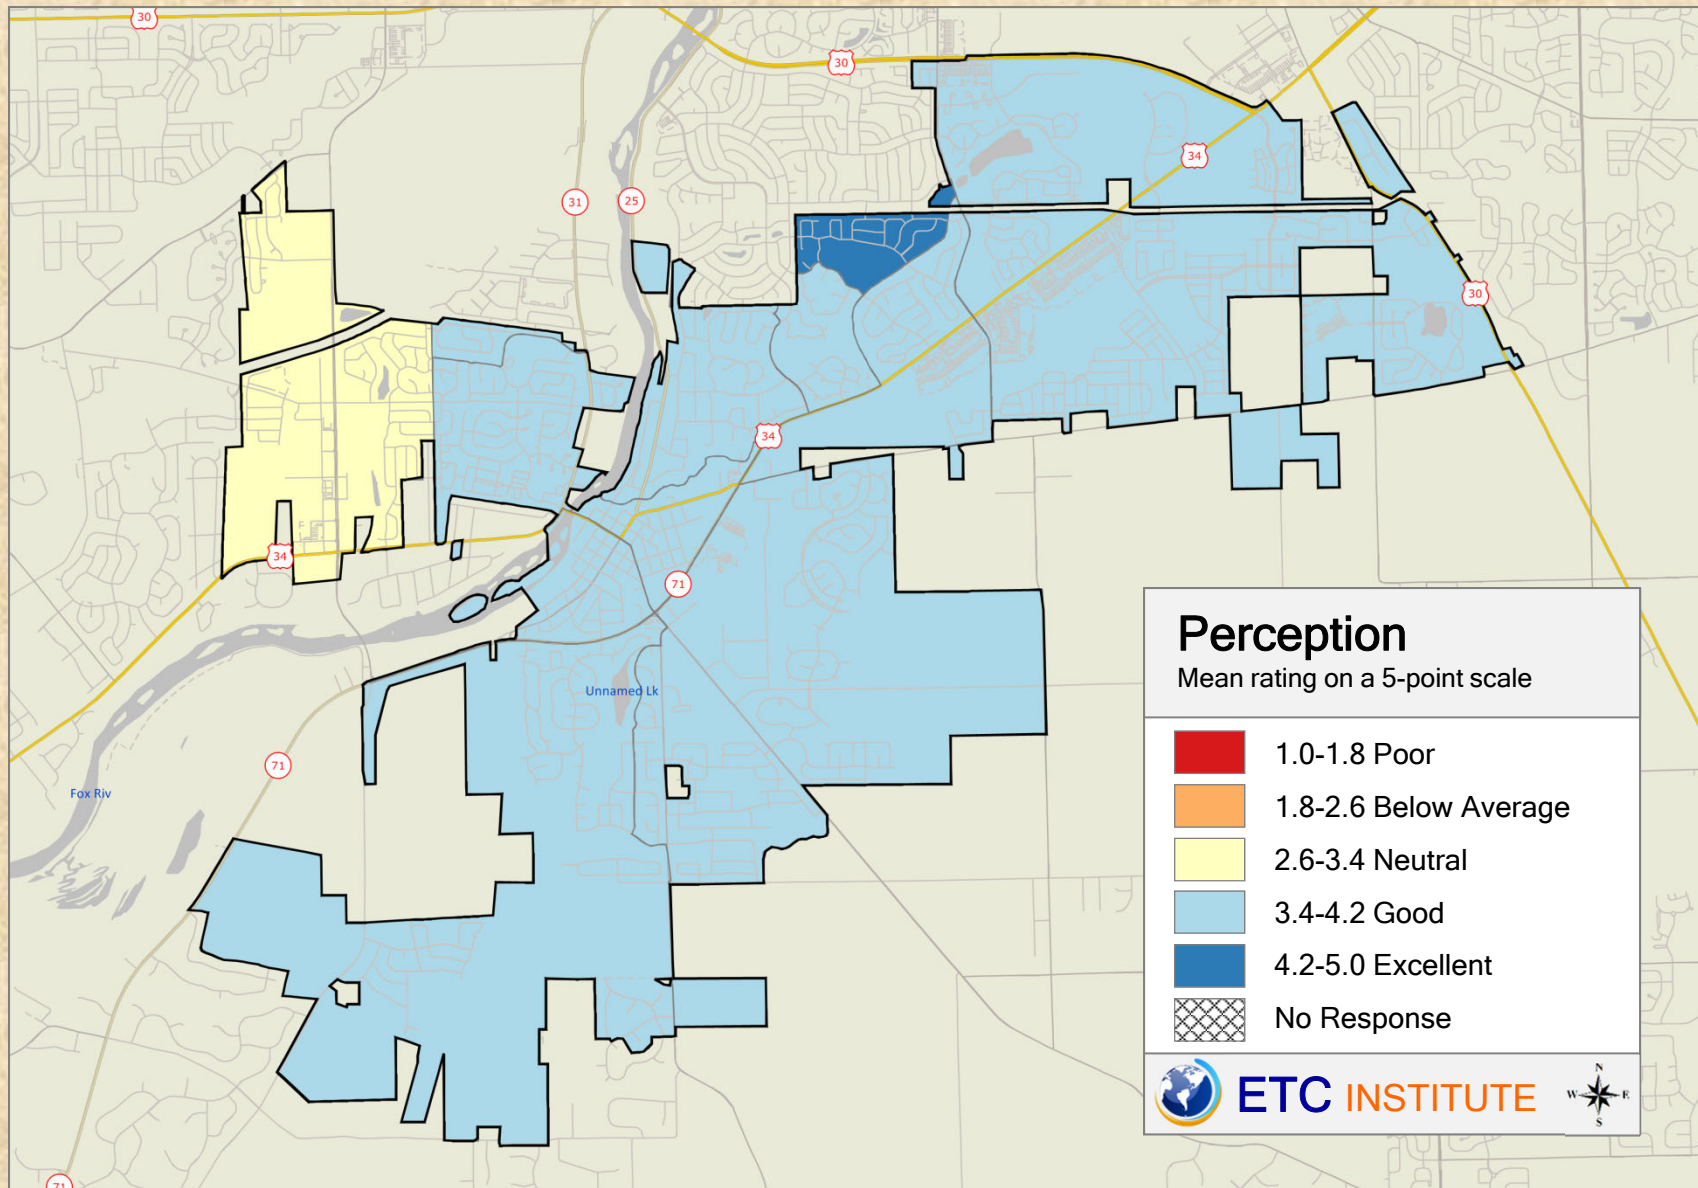 30
30
34
31
25
30
34
34
71
Unnamed Lk
71
Fox Riv
71
Perception
Mean rating on a 5-point scale
1.0-1.8 Poor
1.8-2.6 Below Average
2.6-3.4 Neutral
3.4-4.2 Good
4.2-5.0 Excellent
No Response
ETC INSTITUTE
N
W E
S